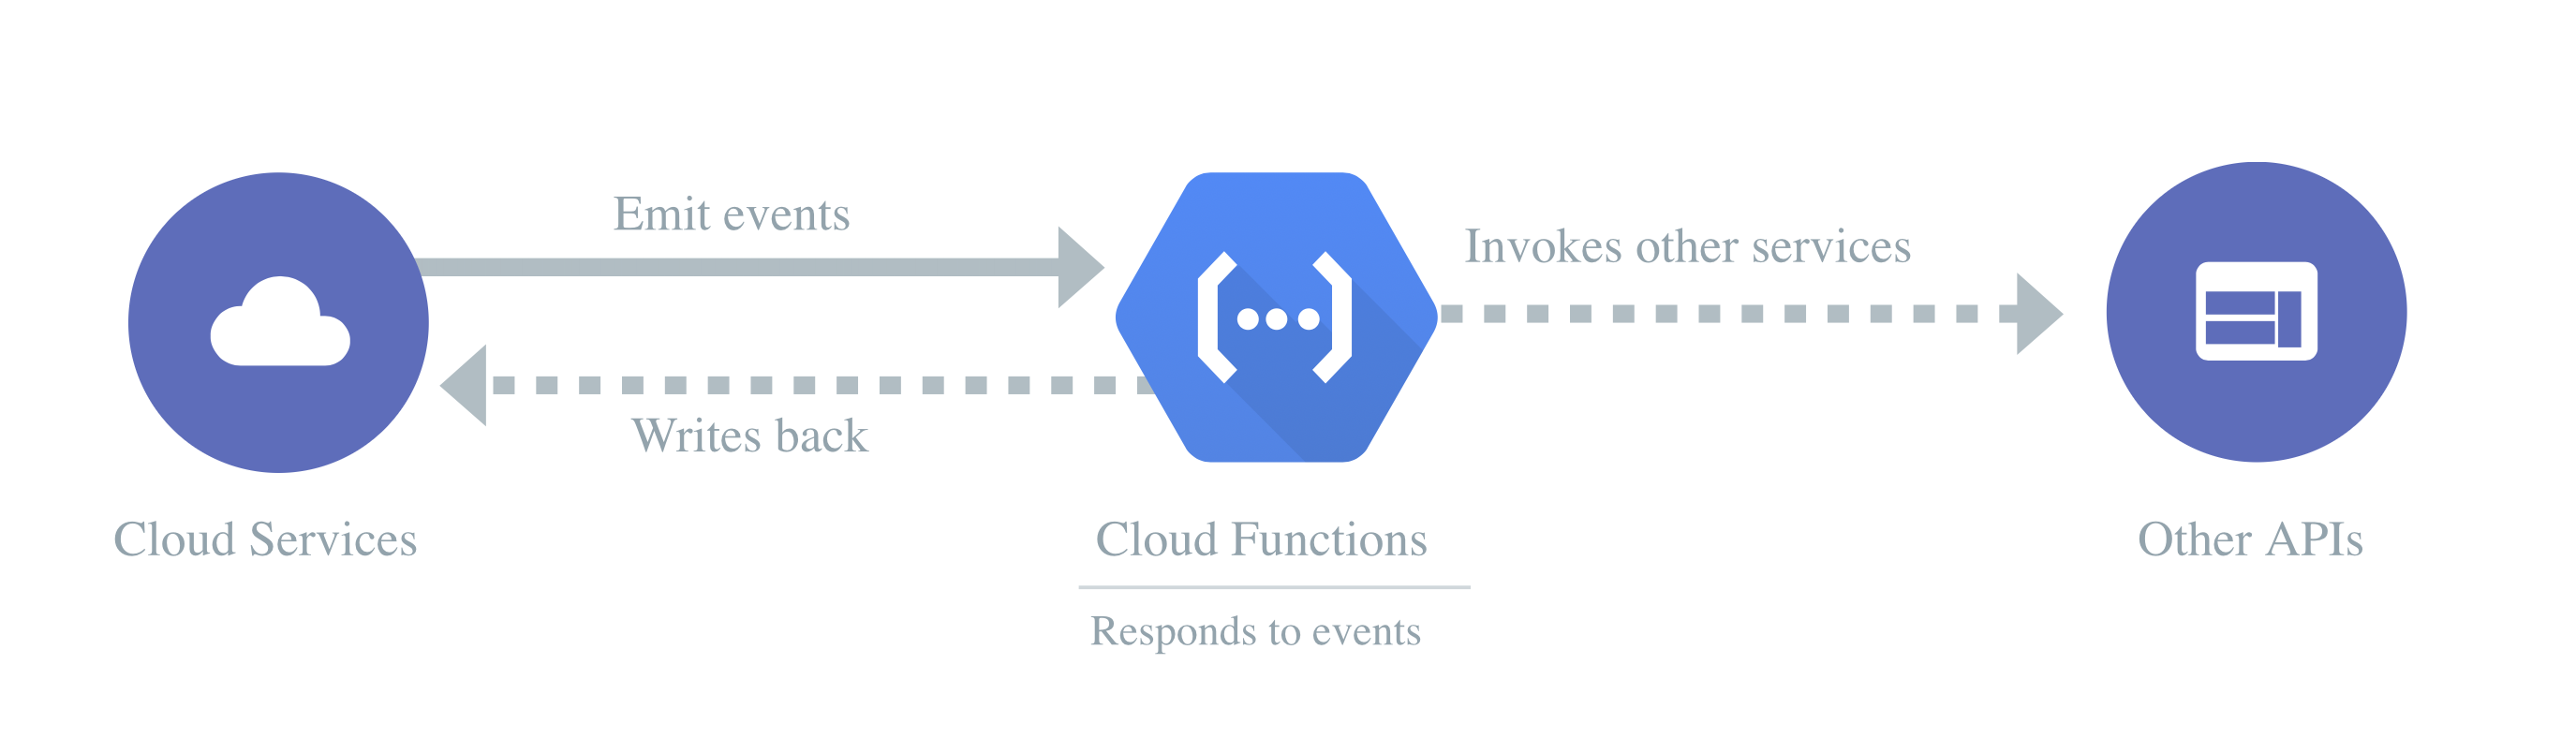 Emit events
Invokes other services
Writes back
Cloud Services
Cloud Functions
Other APIs
Responds to events